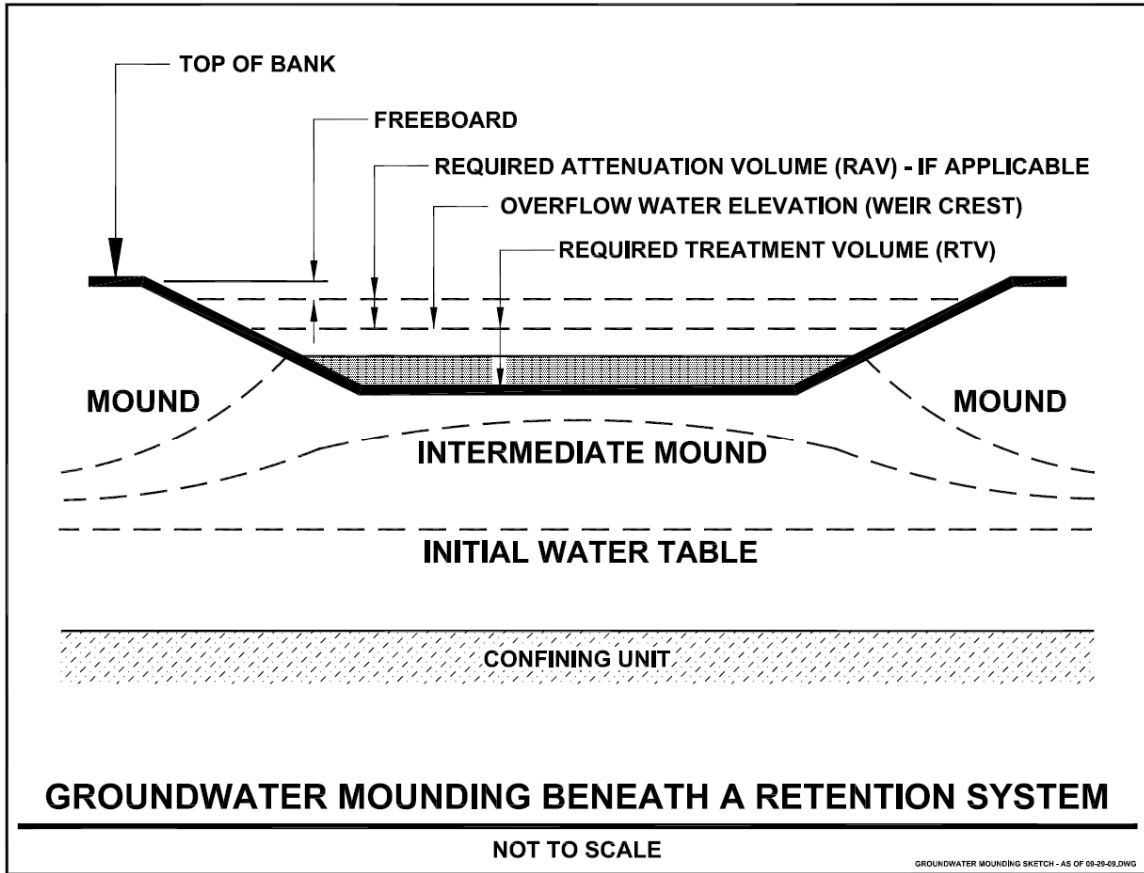 TOP OF BANK
FREEBOARD
REQUIRED ATTENUATION VOLUME (RAV) - IF APPLICABLE
OVERFLOW WATER ELEVATION (WEIR CREST)
REQUIRED TREATMENT VOLUME (RTV)
MOUND
MOUND
INTERMEDIATE MOUND
INITIAL WATER TABLE
CONFINING UNIT
GROUNDWATER MOUNDING BENEATH A RETENTION SYSTEM
NOT TO SCALE
GROUNDWATER MOUNDING SKETCH - AS OF 09-29-09.DWG